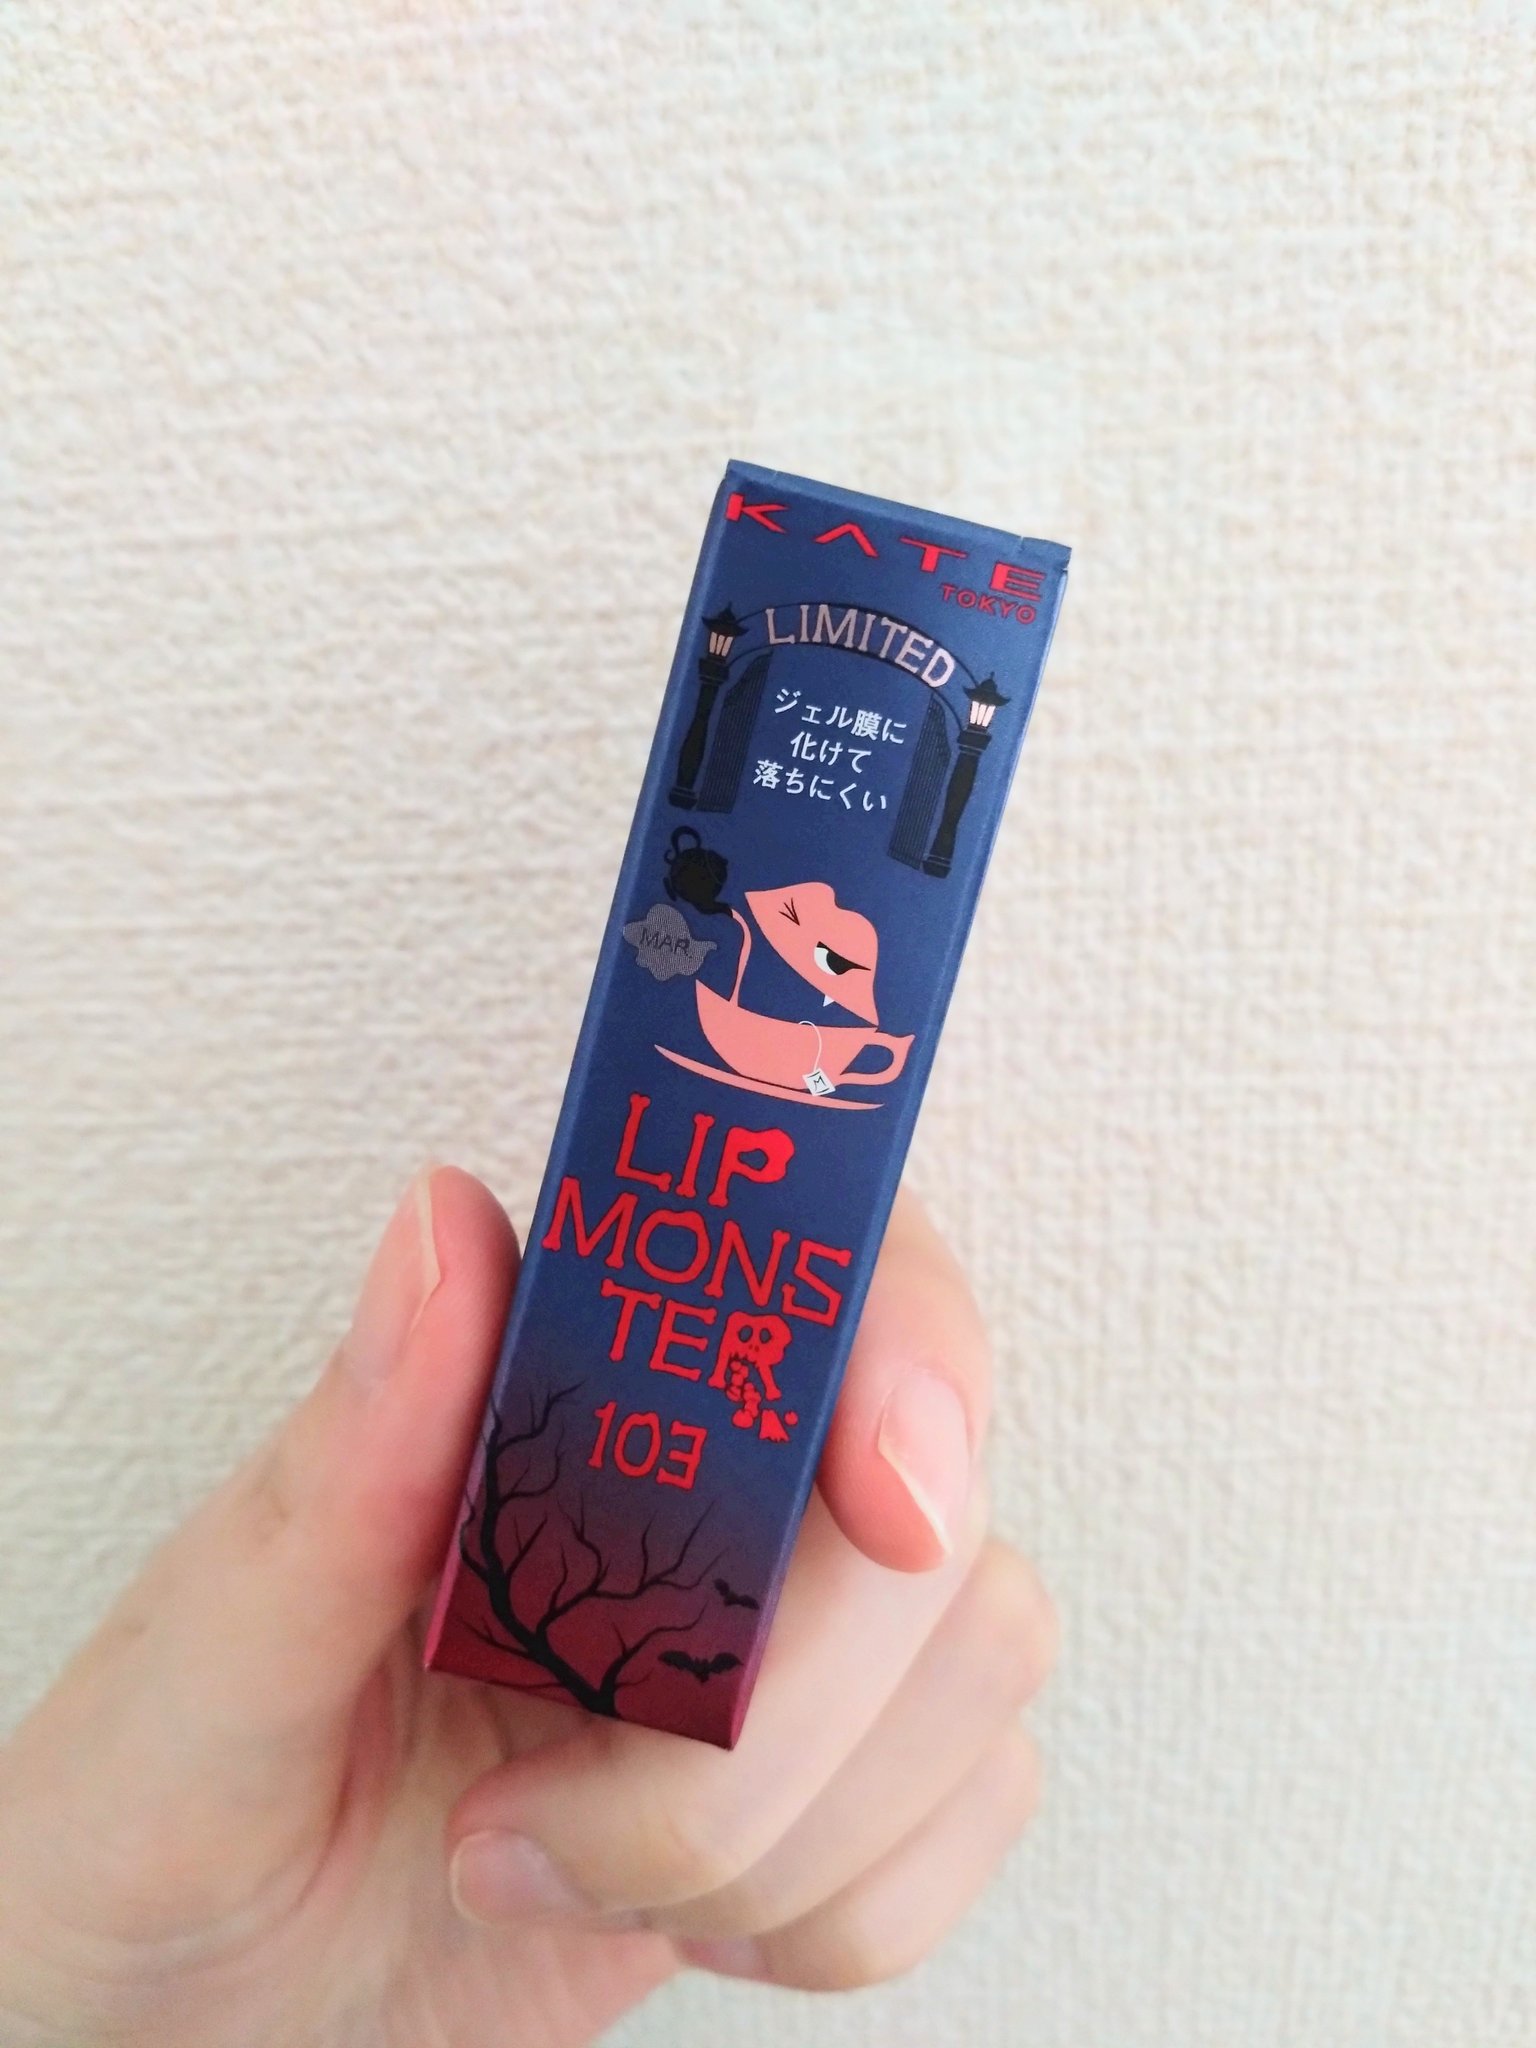 KATE
TOKYO
LIMITED
ジェル膜に
化けて
落ちにくい
MAR.
M
LIP
MONS
TER
103